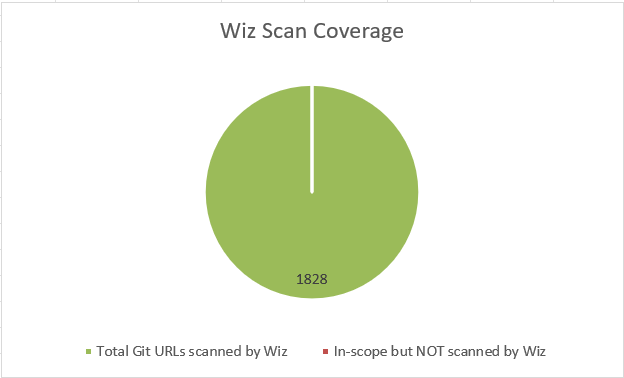 Wiz Scan Coverage
1828
Total Git URLs scanned by Wiz In-scope but NOT scanned by Wiz